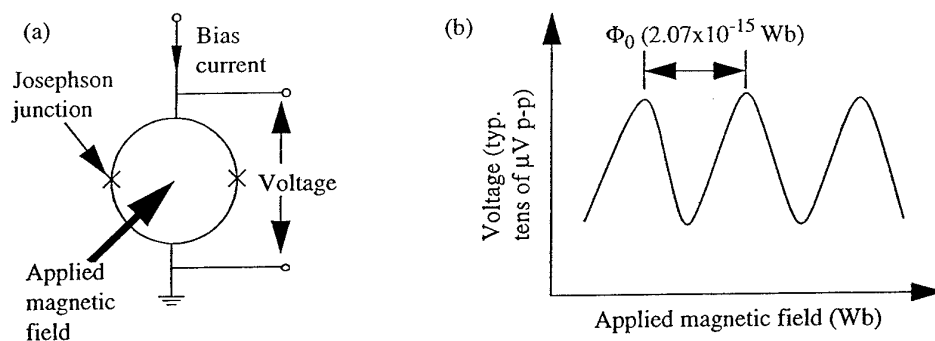 (a)
Bias
current
Josephson
junction
Voltage
Applied
magnetic
field
(b)
Φ₀ (2.07x10⁻¹⁵ Wb)
Voltage (typ.
tens of µV p-p)
Applied magnetic field (Wb)